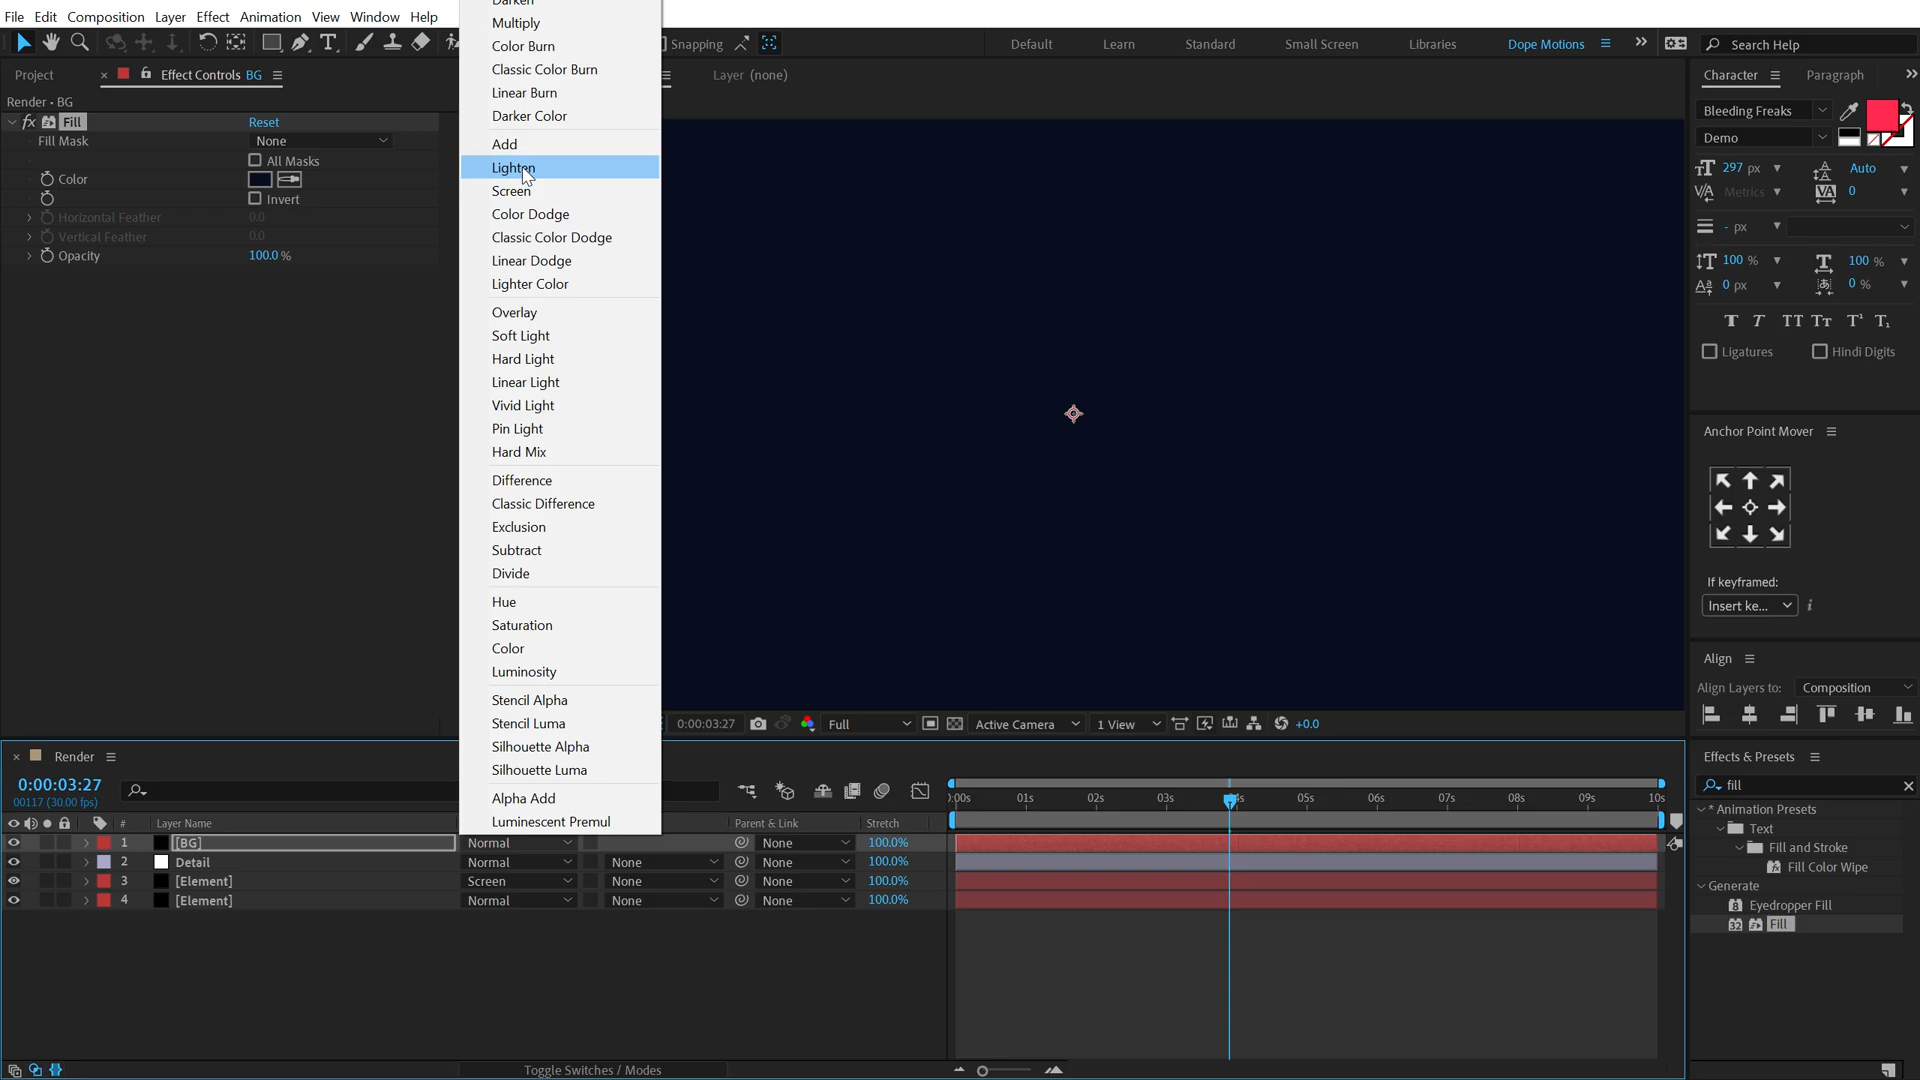 File Edit Composition Layer Effect Animation View Window Help
Snapping Default Learn Standard Small Screen Libraries Dope Motions Search Help
Project Effect Controls BG Layer (none)
Render • BG
fx Fill Reset
Fill Mask None
All Masks
Color
Invert
Horizontal Feather 0.0
Vertical Feather 0.0
Opacity 100.0 %
Darken
Multiply
Color Burn
Classic Color Burn
Linear Burn
Darker Color
Add
Lighten
Screen
Color Dodge
Classic Color Dodge
Linear Dodge
Lighter Color
Overlay
Soft Light
Hard Light
Linear Light
Vivid Light
Pin Light
Hard Mix
Difference
Classic Difference
Exclusion
Subtract
Divide
Hue
Saturation
Color
Luminosity
Stencil Alpha
Stencil Luma
Silhouette Alpha
Silhouette Luma
Alpha Add
Luminescent Premul
0:00:03:27 Full Active Camera 1 View +0.0
Character Paragraph
Bleeding Freaks
Demo
297 px Auto
Metrics 0
- px
100 % 100 %
0 px 0 %
T T TT Tt T¹ T₁
Ligatures Hindi Digits
Anchor Point Mover
If keyframed:
Insert ke... i
Align
Align Layers to: Composition
Effects & Presets
fill
* Animation Presets
Text
Fill and Stroke
Fill Color Wipe
Generate
8 Eyedropper Fill
32 Fill
Render
0:00:03:27
00117 (30.00 fps)
:00s 01s 02s 03s 04s 05s 06s 07s 08s 09s 10s
# Layer Name Parent & Link Stretch
1 [BG] Normal None 100.0%
2 Detail Normal None None 100.0%
3 [Element] Screen None None 100.0%
4 [Element] Normal None None 100.0%
Toggle Switches / Modes